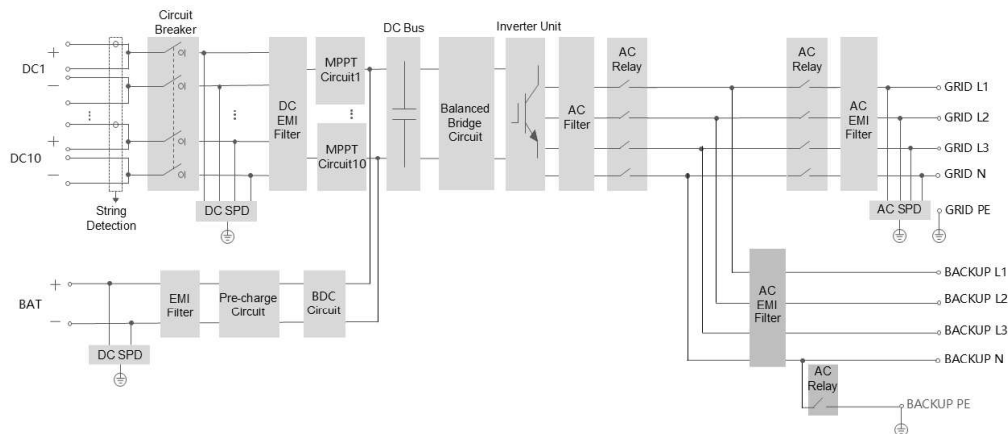 Circuit
Breaker
DC Bus
Inverter Unit
DC1
+
−
⋮
DC10
+
−
String
Detection
⋮
DC SPD
DC
EMI
Filter
MPPT
Circuit1
⋮
MPPT
Circuit10
Balanced
Bridge
Circuit
AC
Filter
AC
Relay
AC
Relay
AC
EMI
Filter
AC SPD
GRID L1
GRID L2
GRID L3
GRID N
GRID PE
BAT
+
−
DC SPD
EMI
Filter
Pre-charge
Circuit
BDC
Circuit
AC
EMI
Filter
BACKUP L1
BACKUP L2
BACKUP L3
BACKUP N
AC
Relay
BACKUP PE